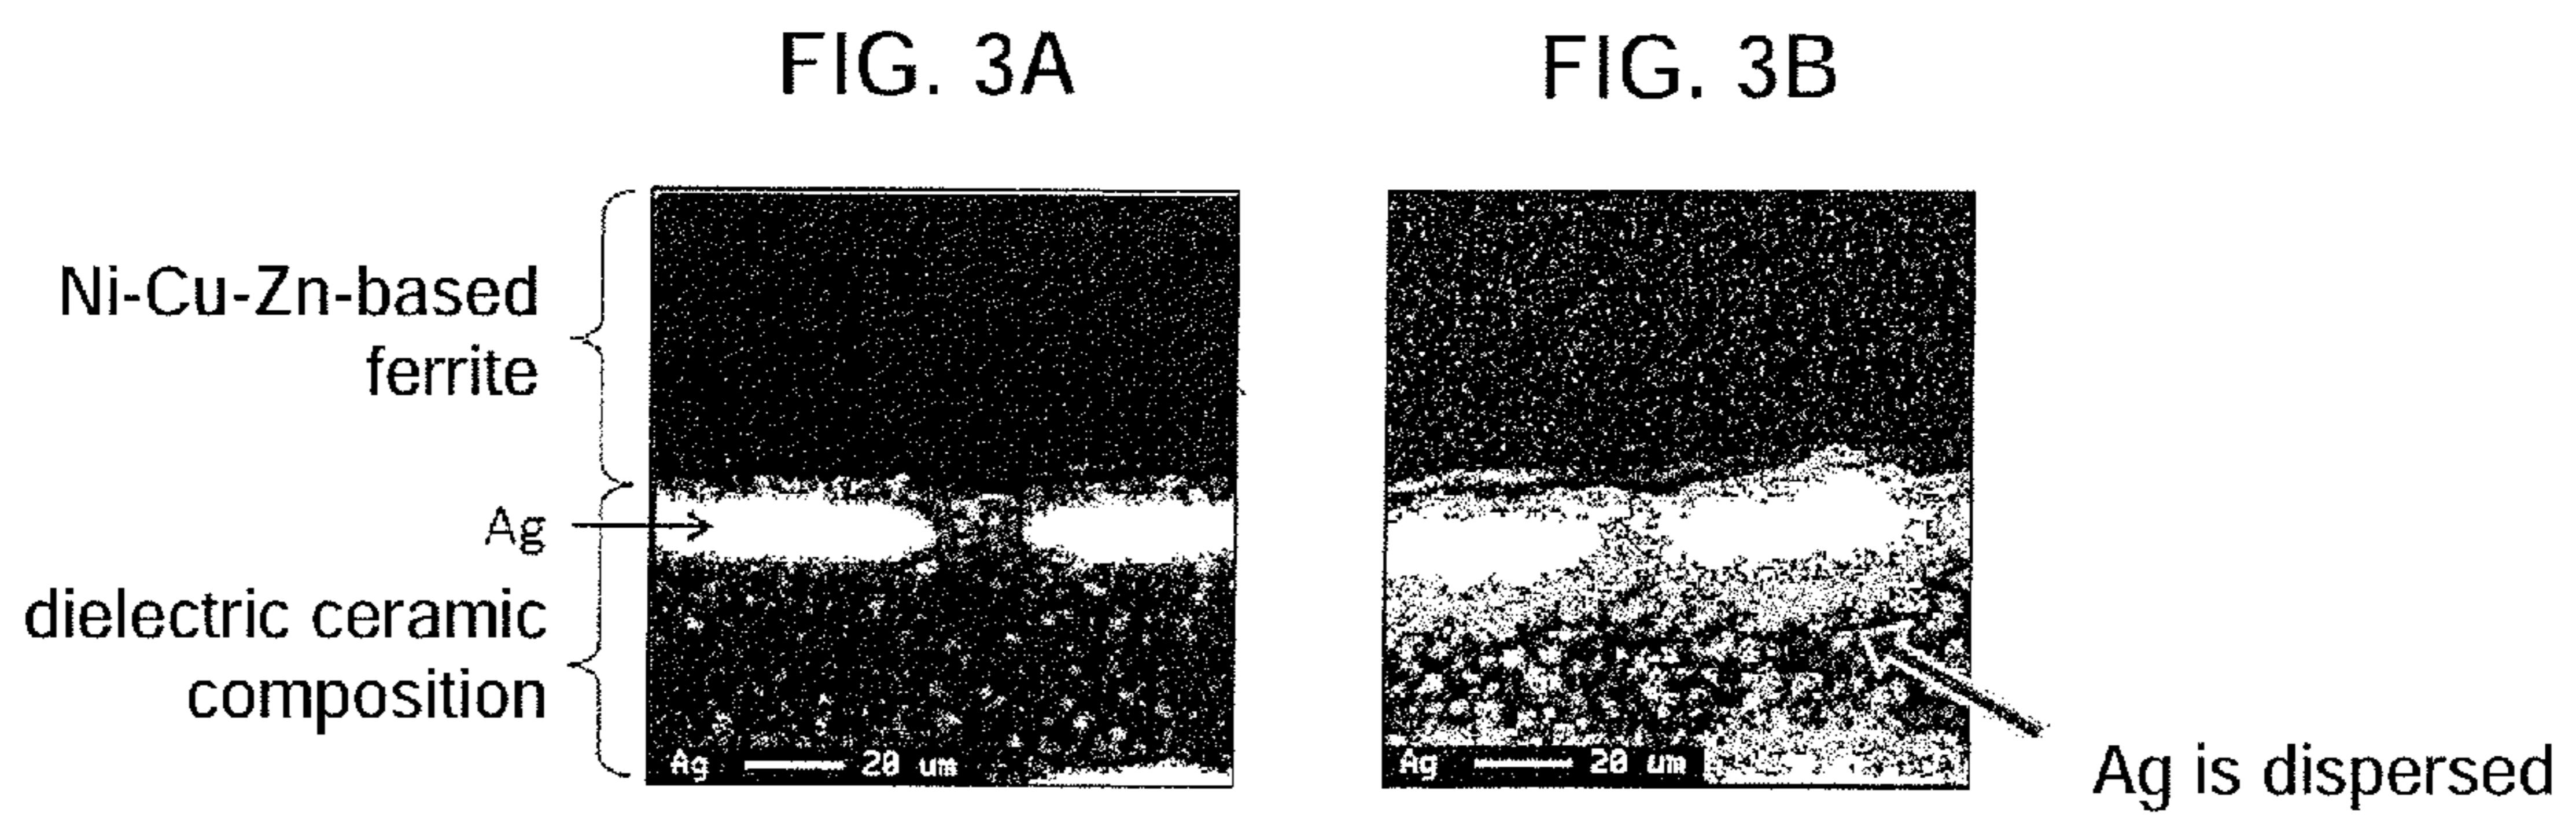 FIG. 3A
FIG. 3B
Ni-Cu-Zn-based
ferrite
Ag
dielectric ceramic
composition
Ag 20 um
Ag 20 um
Ag is dispersed